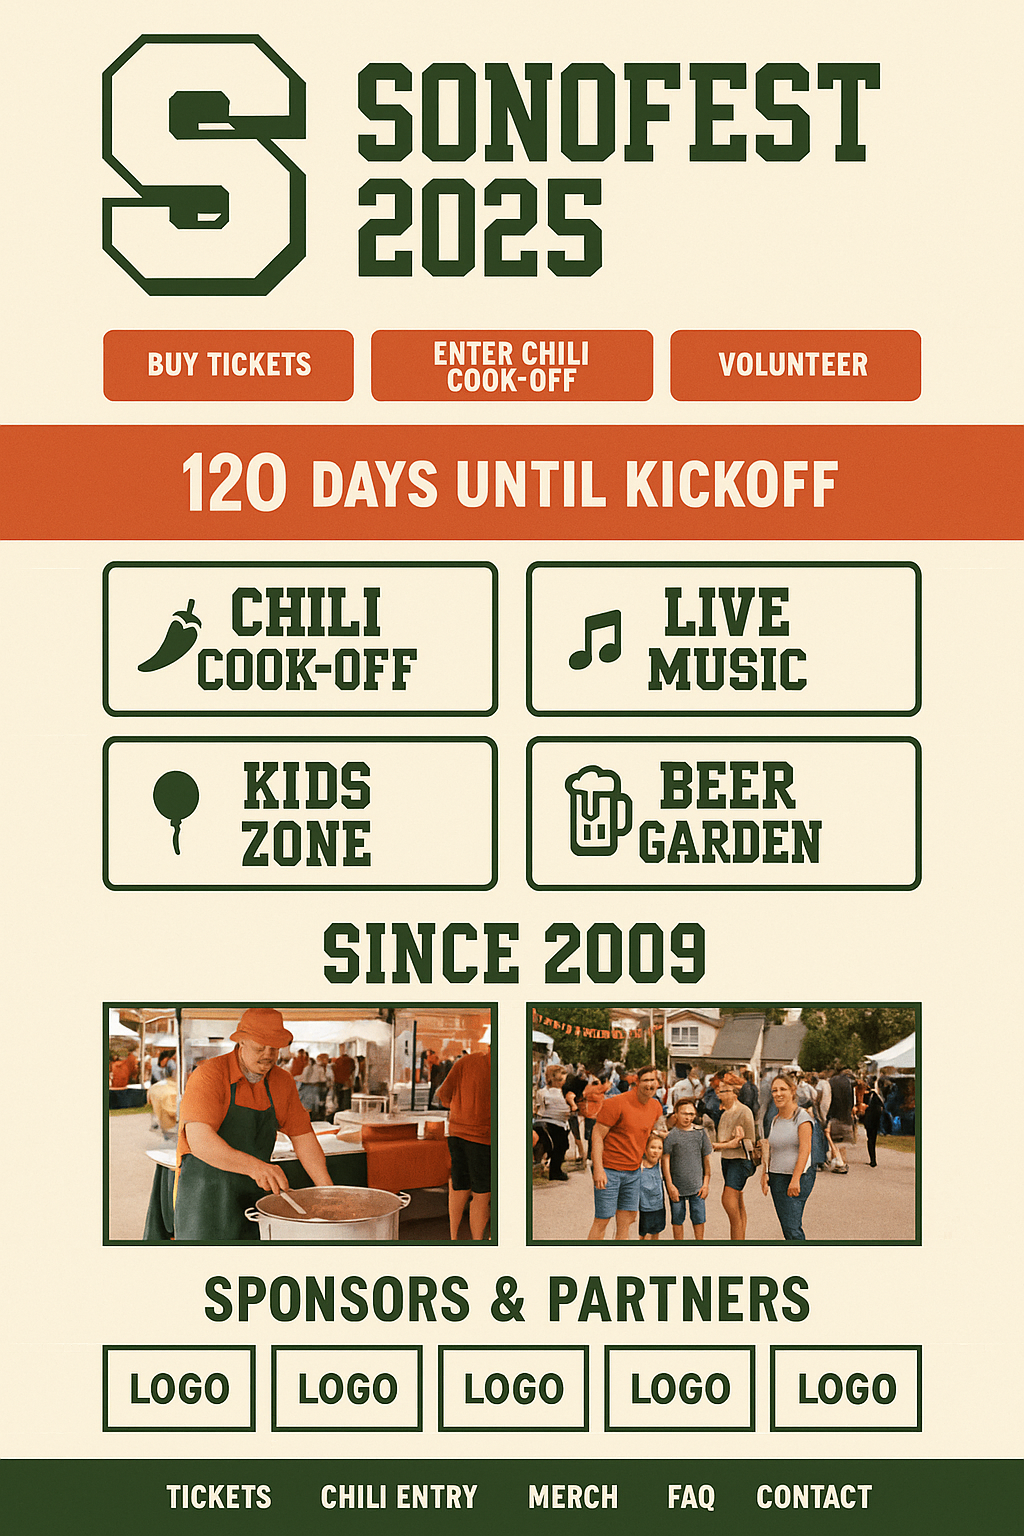 S
SONOFEST
2025
BUY TICKETS
ENTER CHILI
COOK-OFF
VOLUNTEER
120 DAYS UNTIL KICKOFF
CHILI
COOK-OFF
LIVE
MUSIC
KIDS
ZONE
BEER
GARDEN
SINCE 2009
SPONSORS & PARTNERS
LOGO
LOGO
LOGO
LOGO
LOGO
TICKETS
CHILI ENTRY
MERCH
FAQ
CONTACT